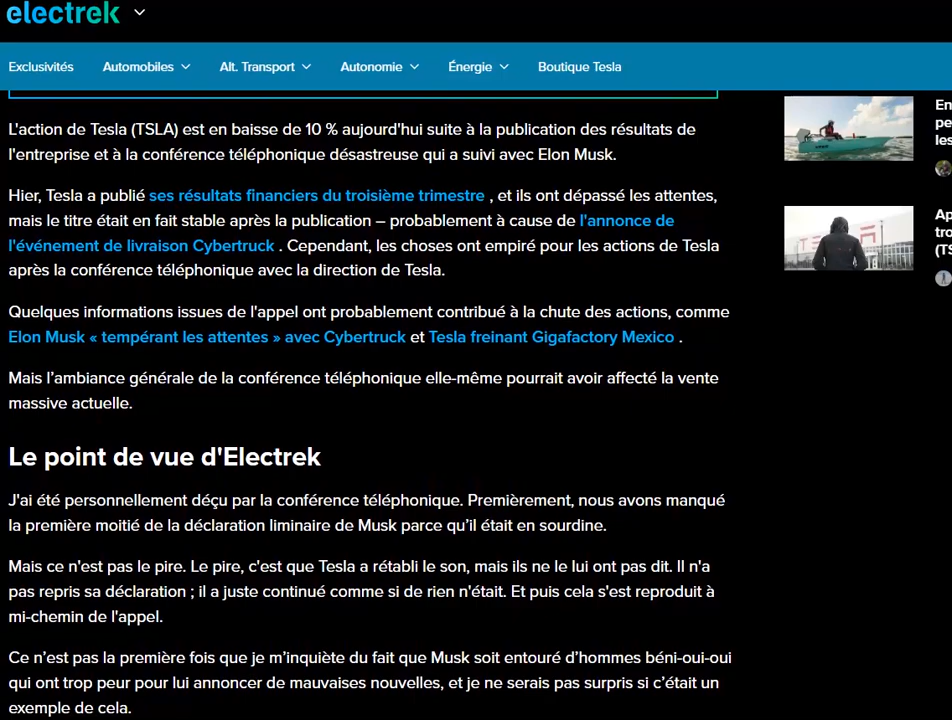 electrek
Exclusivités Automobiles Alt. Transport Autonomie Énergie Boutique Tesla
L'action de Tesla (TSLA) est en baisse de 10 % aujourd'hui suite à la publication des résultats de
l'entreprise et à la conférence téléphonique désastreuse qui a suivi avec Elon Musk.
Hier, Tesla a publié ses résultats financiers du troisième trimestre , et ils ont dépassé les attentes,
mais le titre était en fait stable après la publication – probablement à cause de l'annonce de
l'événement de livraison Cybertruck . Cependant, les choses ont empiré pour les actions de Tesla
après la conférence téléphonique avec la direction de Tesla.
Quelques informations issues de l'appel ont probablement contribué à la chute des actions, comme
Elon Musk « tempérant les attentes » avec Cybertruck et Tesla freinant Gigafactory Mexico .
Mais l’ambiance générale de la conférence téléphonique elle-même pourrait avoir affecté la vente
massive actuelle.
Le point de vue d'Electrek
J'ai été personnellement déçu par la conférence téléphonique. Premièrement, nous avons manqué
la première moitié de la déclaration liminaire de Musk parce qu’il était en sourdine.
Mais ce n'est pas le pire. Le pire, c'est que Tesla a rétabli le son, mais ils ne le lui ont pas dit. Il n'a
pas repris sa déclaration ; il a juste continué comme si de rien n'était. Et puis cela s'est reproduit à
mi-chemin de l'appel.
Ce n’est pas la première fois que je m’inquiète du fait que Musk soit entouré d’hommes béni-oui-oui
qui ont trop peur pour lui annoncer de mauvaises nouvelles, et je ne serais pas surpris si c’était un
exemple de cela.
En
pe
les
TESLA
Ap
tro
(TS